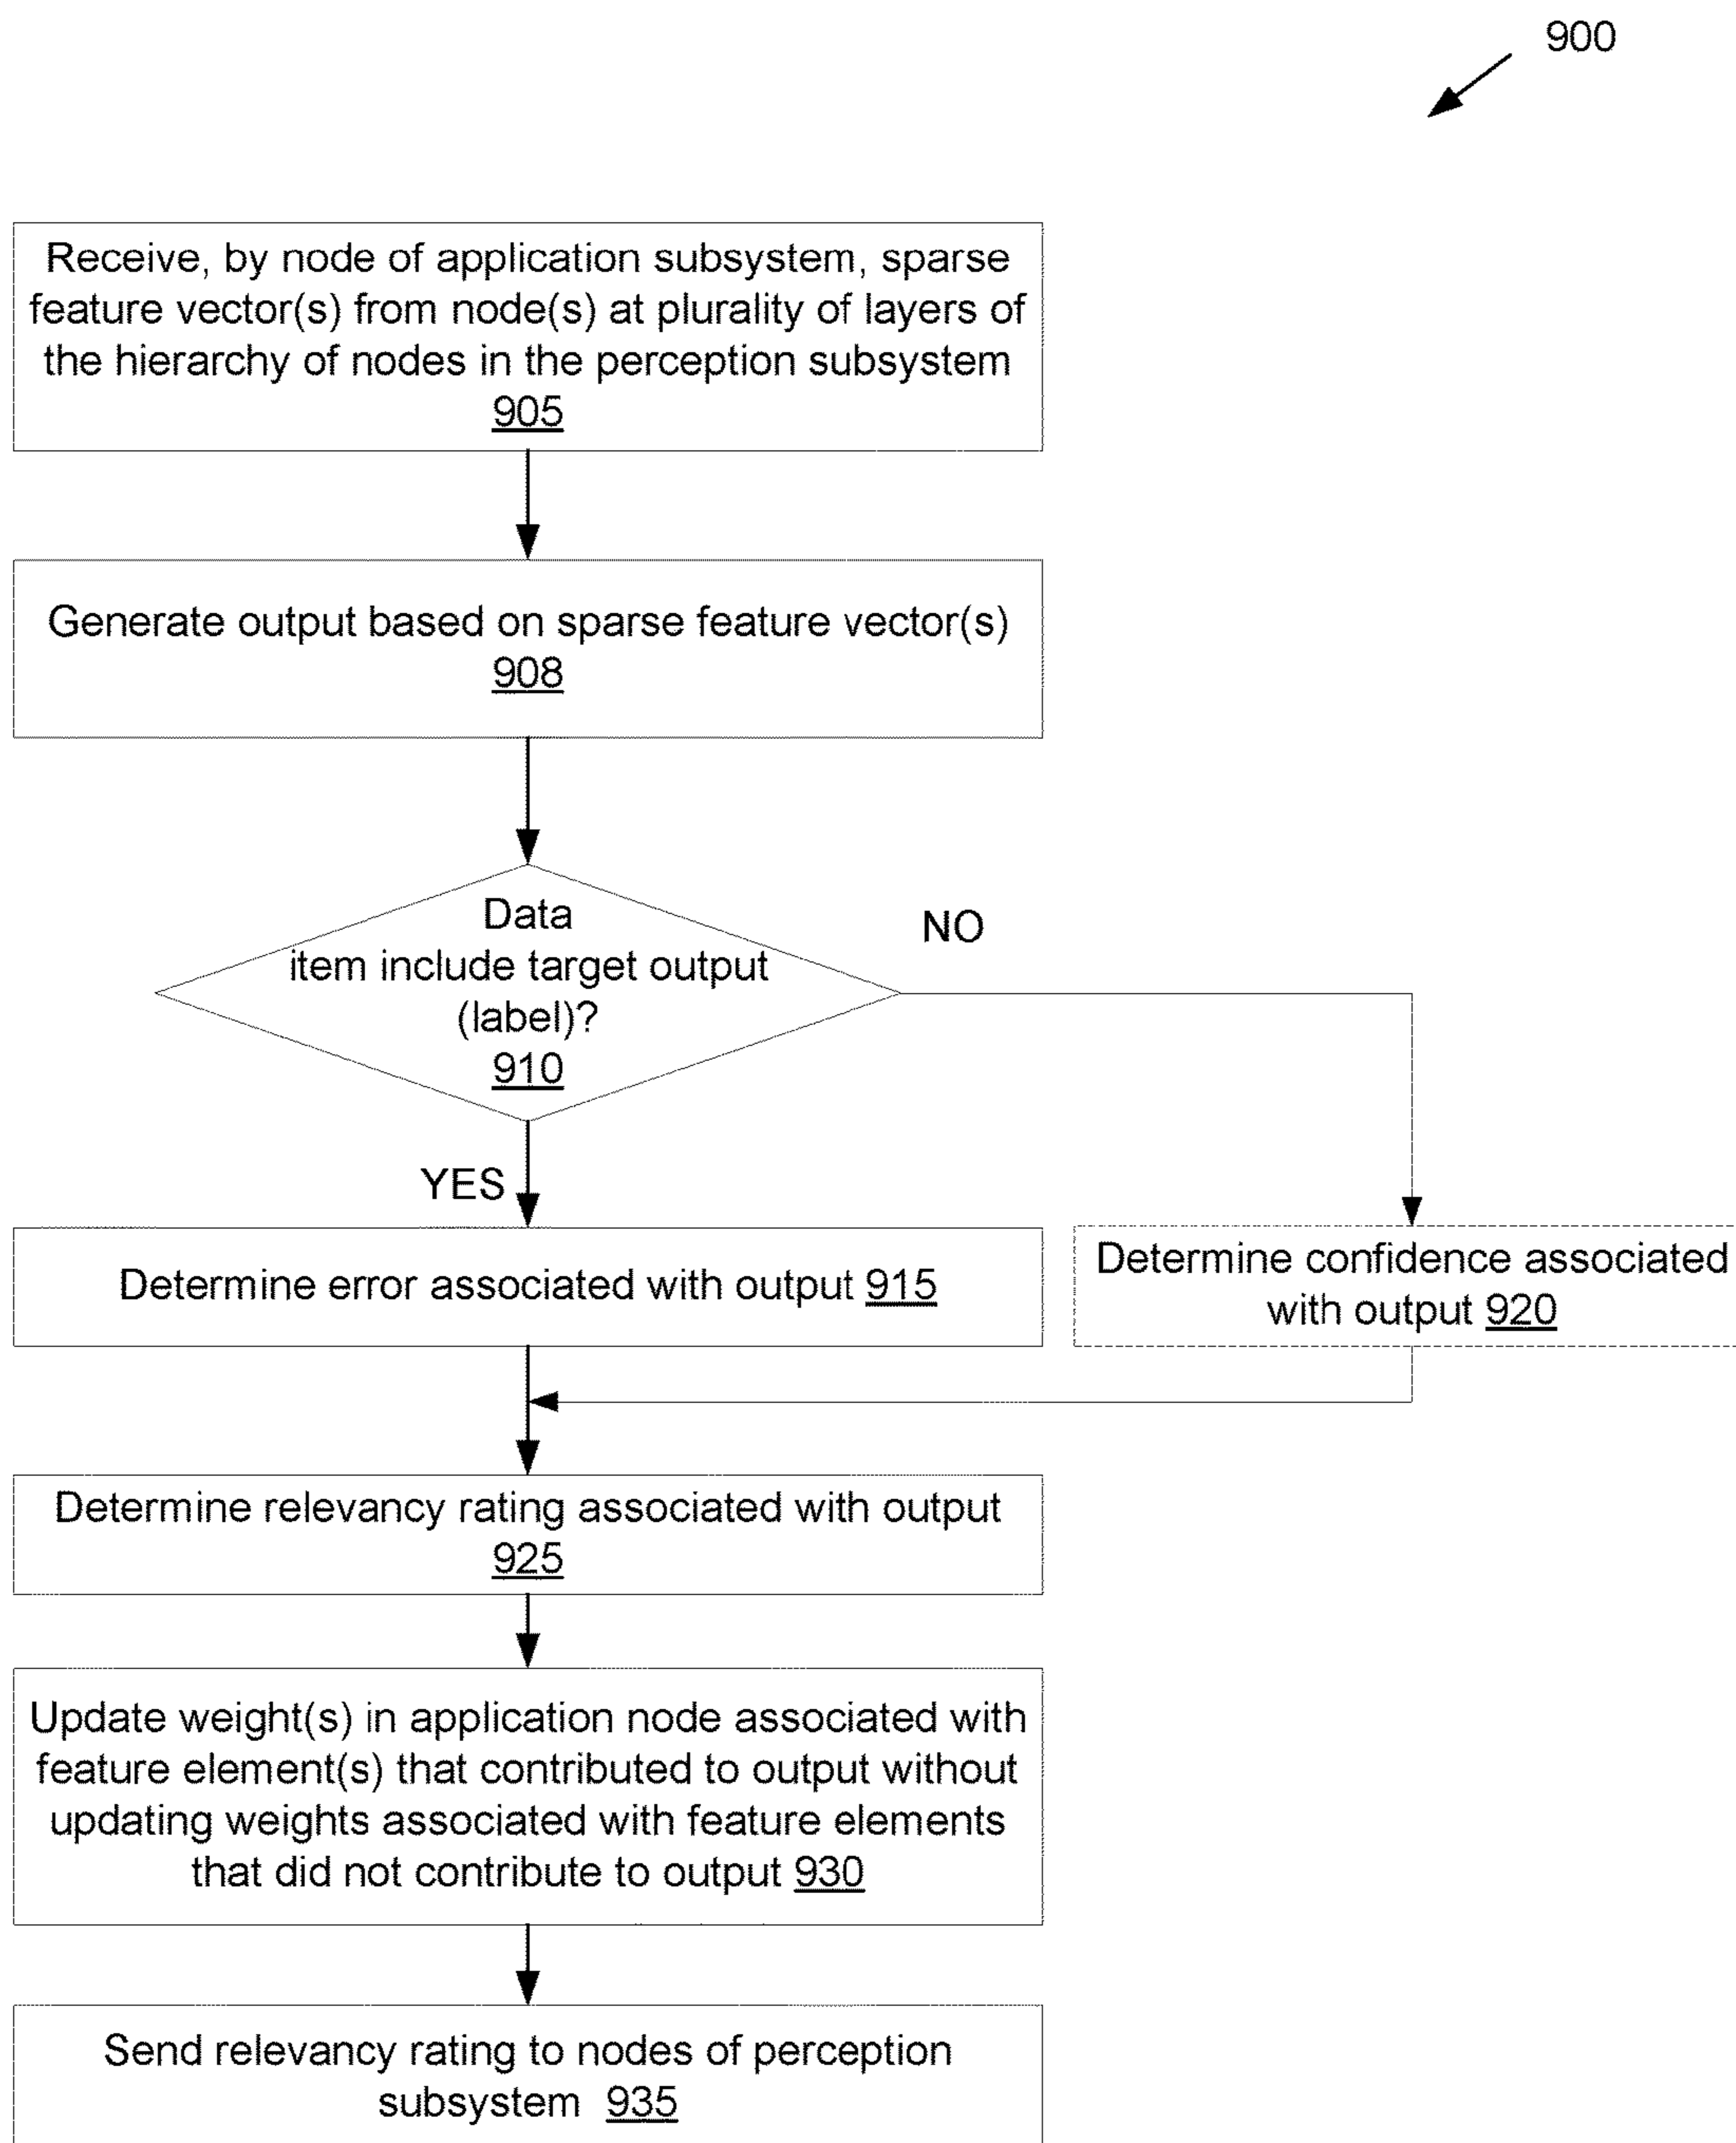 900
Receive, by node of application subsystem, sparse
feature vector(s) from node(s) at plurality of layers of
the hierarchy of nodes in the perception subsystem
905
Generate output based on sparse feature vector(s)
908
Data
item include target output
(label)?
910
NO
YES
Determine error associated with output 915
Determine confidence associated
with output 920
Determine relevancy rating associated with output
925
Update weight(s) in application node associated with
feature element(s) that contributed to output without
updating weights associated with feature elements
that did not contribute to output 930
Send relevancy rating to nodes of perception
subsystem 935